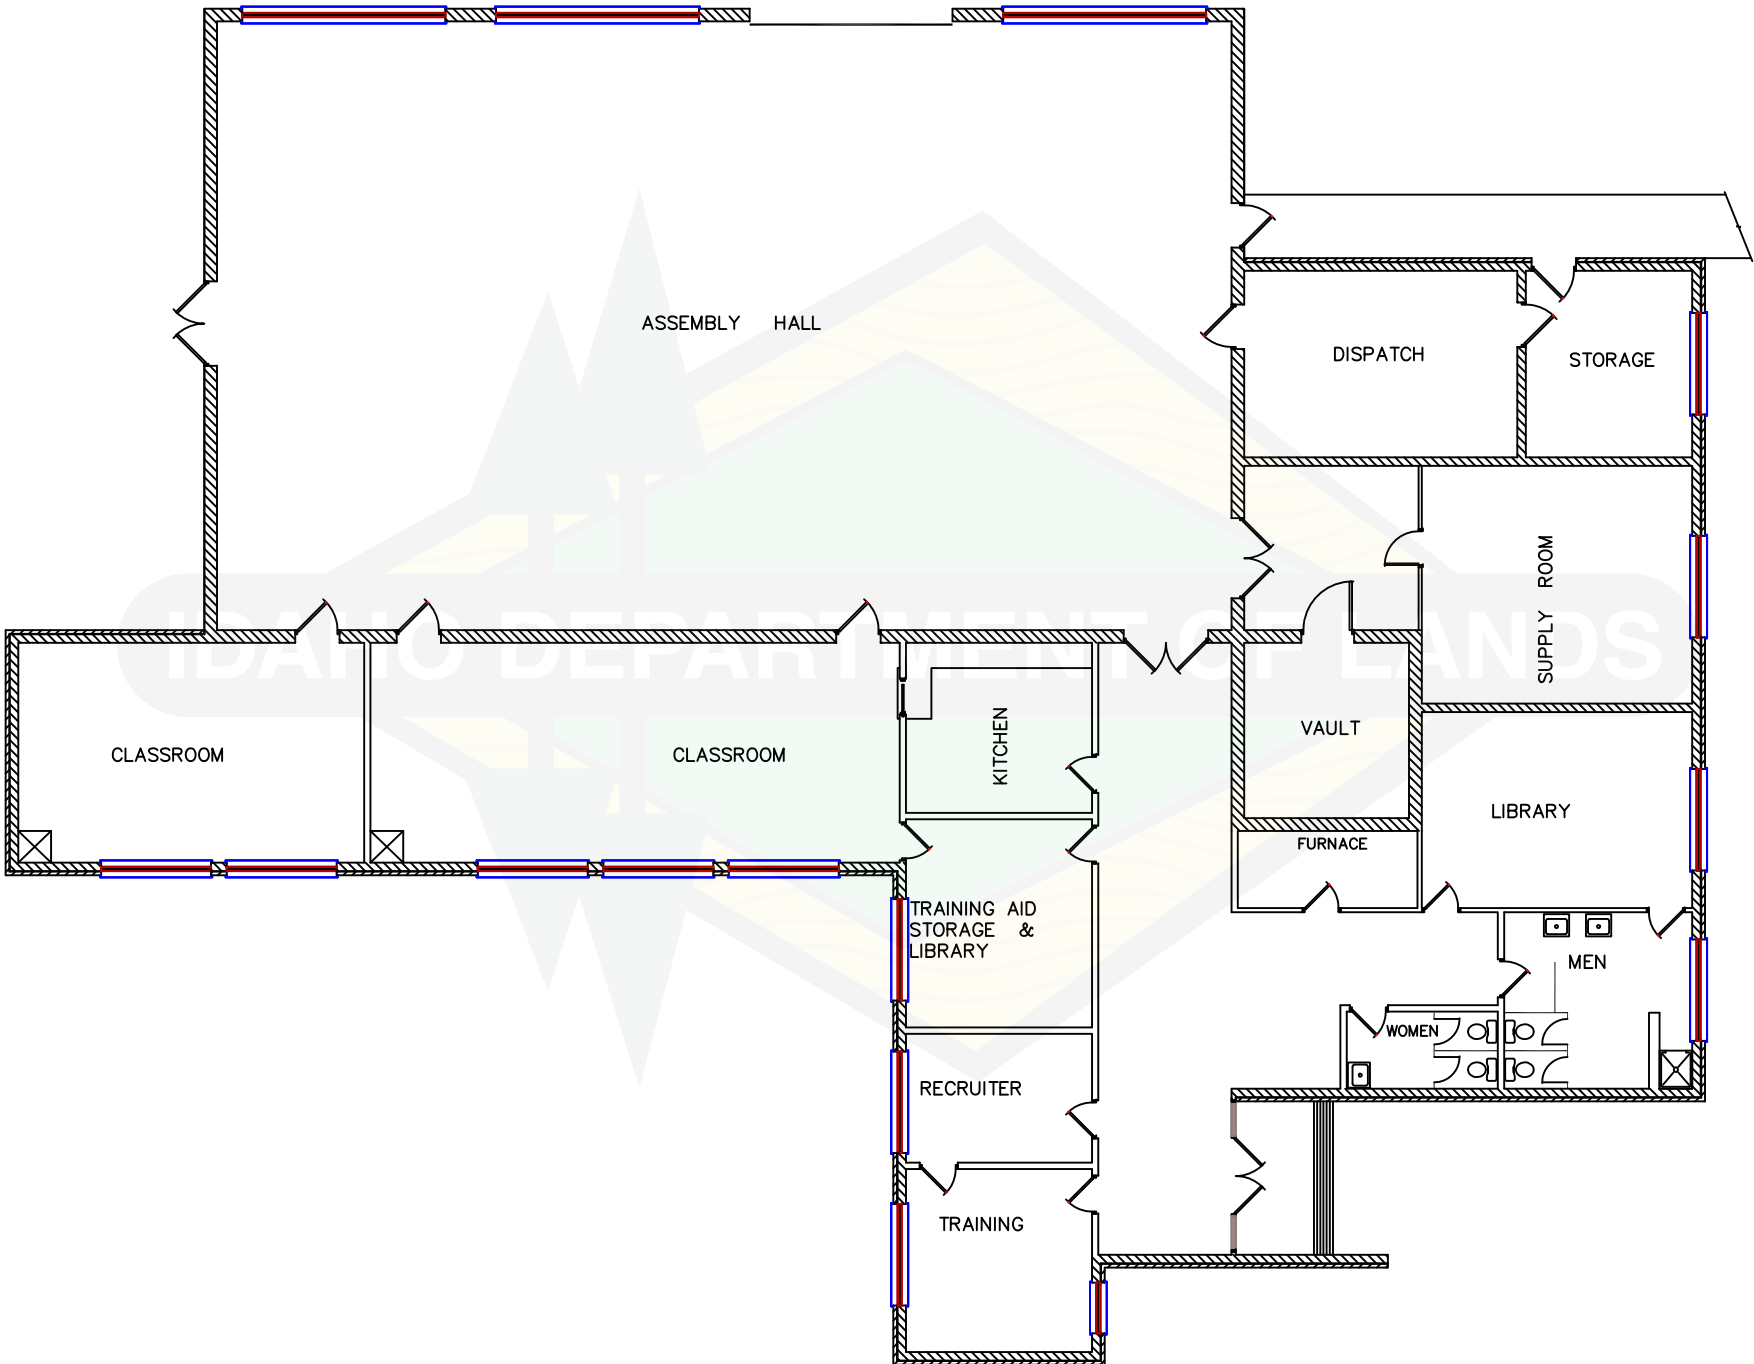 ASSEMBLY HALL
DISPATCH
STORAGE
SUPPLY ROOM
IDAHO DEPARTMENT OF LANDS
CLASSROOM
CLASSROOM
KITCHEN
VAULT
LIBRARY
FURNACE
TRAINING AID
STORAGE &
LIBRARY
MEN
WOMEN
RECRUITER
TRAINING